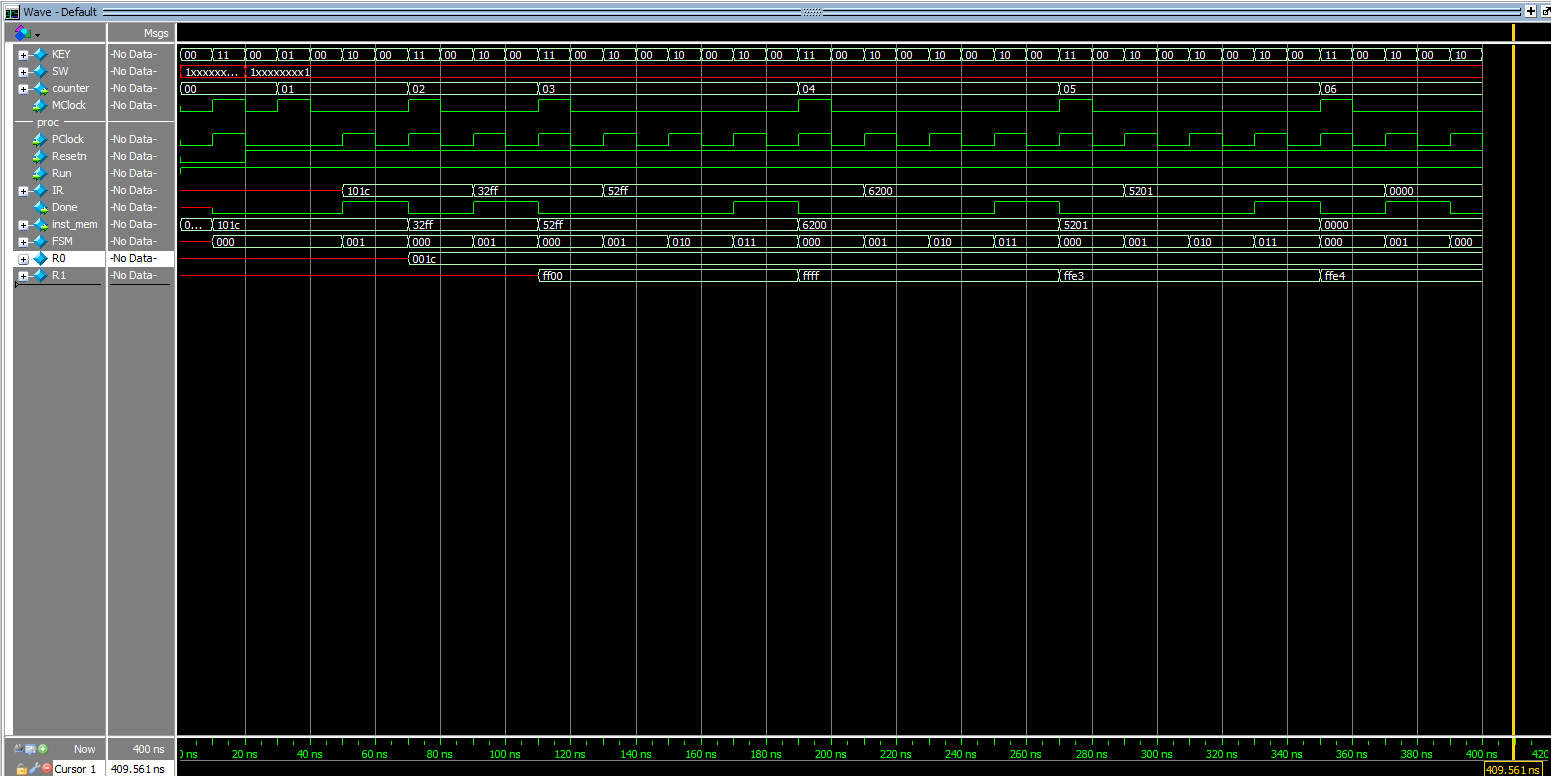 Wave - Default
Msgs
KEY -No Data- 00 11 00 01 00 10 00 11 00 10 00 11 00 10 00 10 00 10 00 11 00 10 00 10 00 10 00 11 00 10 00 10 00 10 00 11 00 10 00 10
SW -No Data- 1xxxxxx... 1xxxxxxxx1
counter -No Data- 00 01 02 03 04 05 06
MClock -No Data-
proc
PClock -No Data-
Resetn -No Data-
Run -No Data-
IR -No Data- 101c 32ff 52ff 6200 5201 0000
Done -No Data-
inst_mem -No Data- 0... 101c 32ff 52ff 6200 5201 0000
FSM -No Data- 000 001 000 001 000 001 010 011 000 001 010 011 000 001 010 011 000 001 000
R0 -No Data- 001c
R1 -No Data- ff00 ffff ffe3 ffe4
Now 400 ns ns 20 ns 40 ns 60 ns 80 ns 100 ns 120 ns 140 ns 160 ns 180 ns 200 ns 220 ns 240 ns 260 ns 280 ns 300 ns 320 ns 340 ns 360 ns 380 ns 400 ns 420
Cursor 1 409.561 ns 409.561 ns